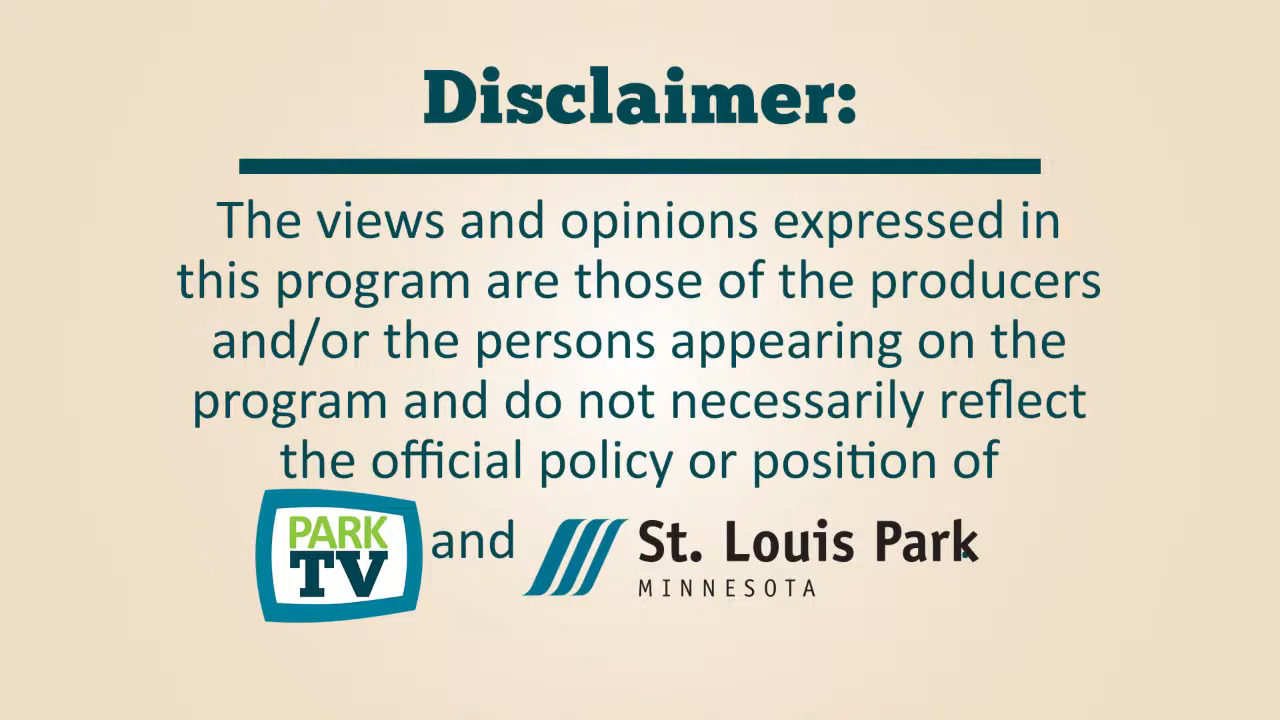 Disclaimer:
The views and opinions expressed in
this program are those of the producers
and/or the persons appearing on the
program and do not necessarily reflect
the official policy or position of
PARK
TV
and
St. Louis Park.
MINNESOTA